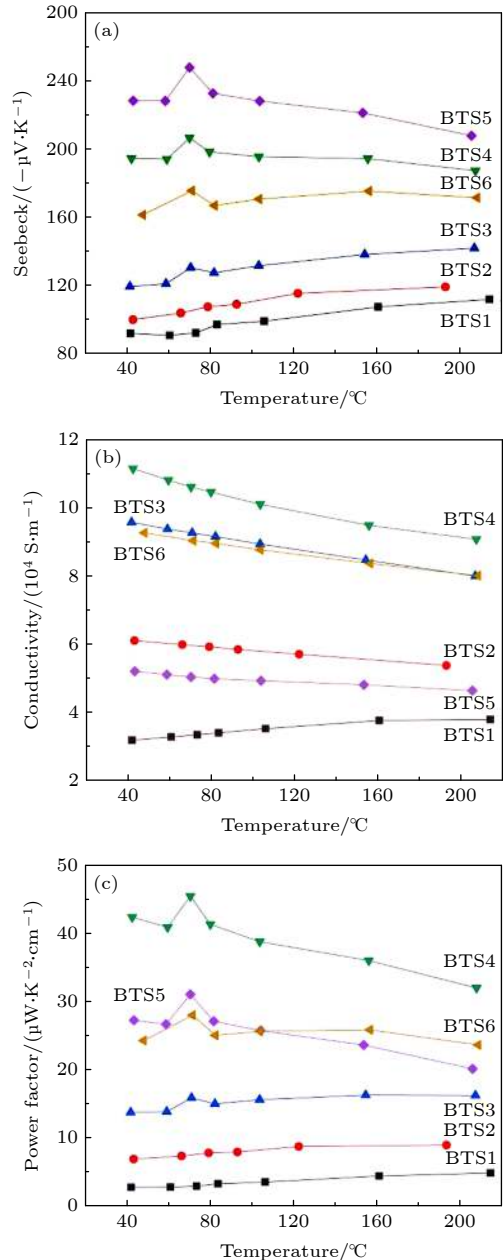 (a)
200
240
200
160
120
80
Seebeck/(−μV·K⁻¹)
BTS5
BTS4
BTS6
BTS3
BTS2
BTS1
40 80 120 160 200
Temperature/℃
(b)
12
10
8
6
4
2
Conductivity/(10⁴ S·m⁻¹)
BTS3
BTS6
BTS4
BTS2
BTS5
BTS1
40 80 120 160 200
Temperature/℃
(c)
50
40
30
20
10
0
Power factor/(μW·K⁻²·cm⁻¹)
BTS5
BTS4
BTS6
BTS3
BTS2
BTS1
40 80 120 160 200
Temperature/℃